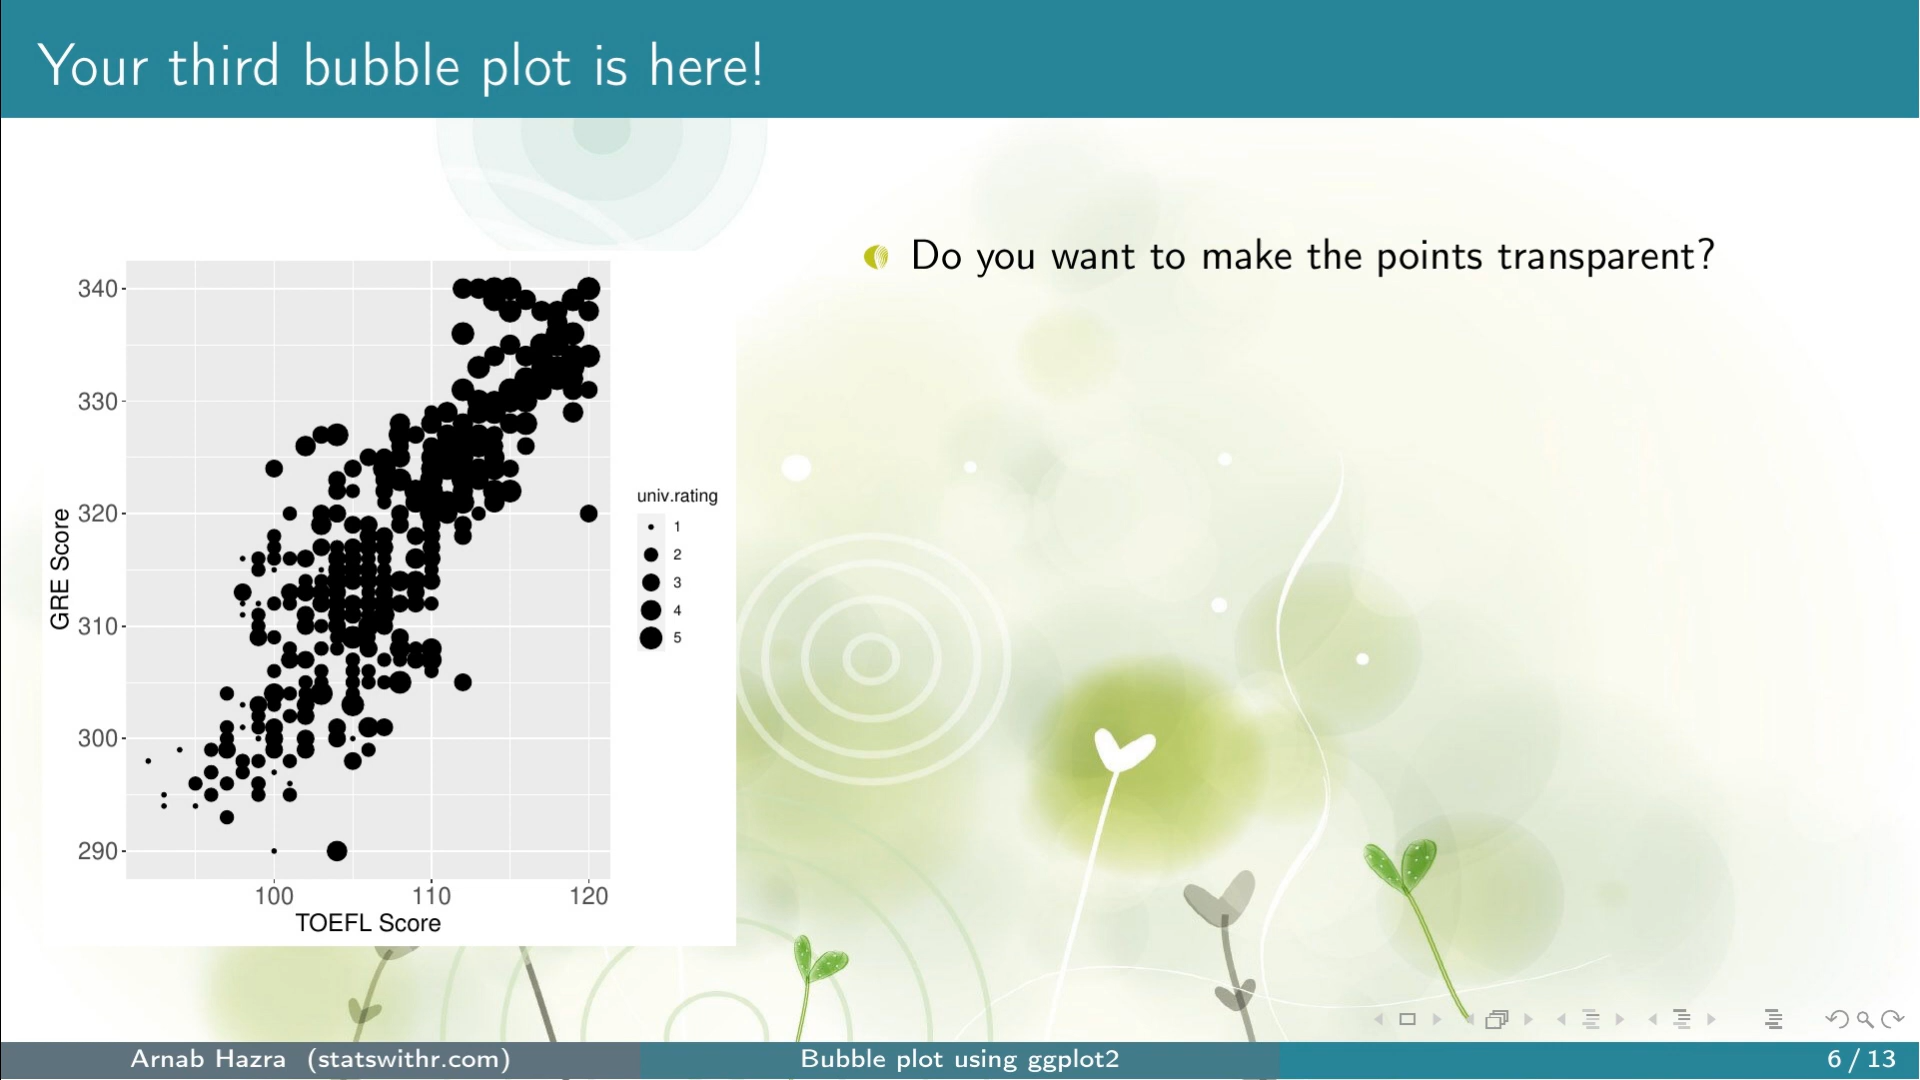 Your third bubble plot is here!
Do you want to make the points transparent?
340
330
320
310
300
290
GRE Score
100 110 120
TOEFL Score
univ.rating
1
2
3
4
5
Arnab Hazra (statswithr.com) Bubble plot using ggplot2 6 / 13